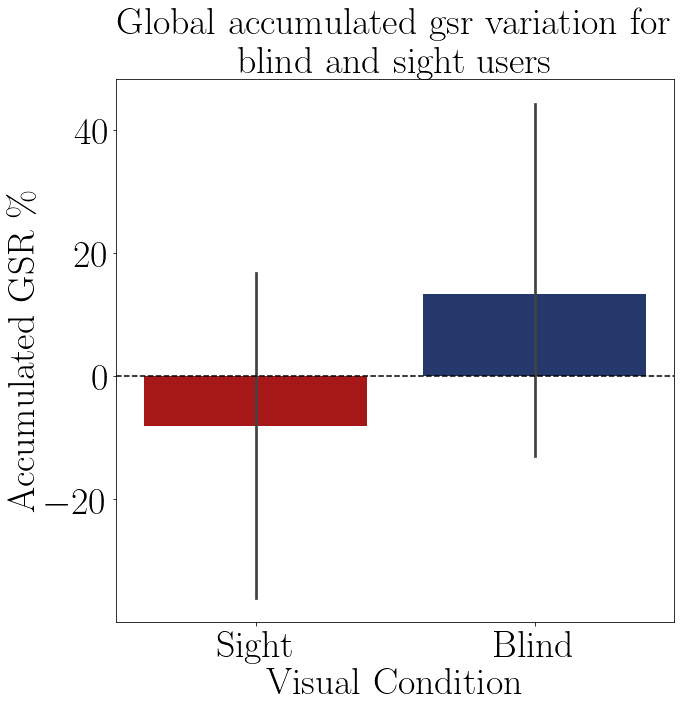 Global accumulated gsr variation for
blind and sight users
Accumulated GSR %
40
20
0
−20
Sight
Blind
Visual Condition